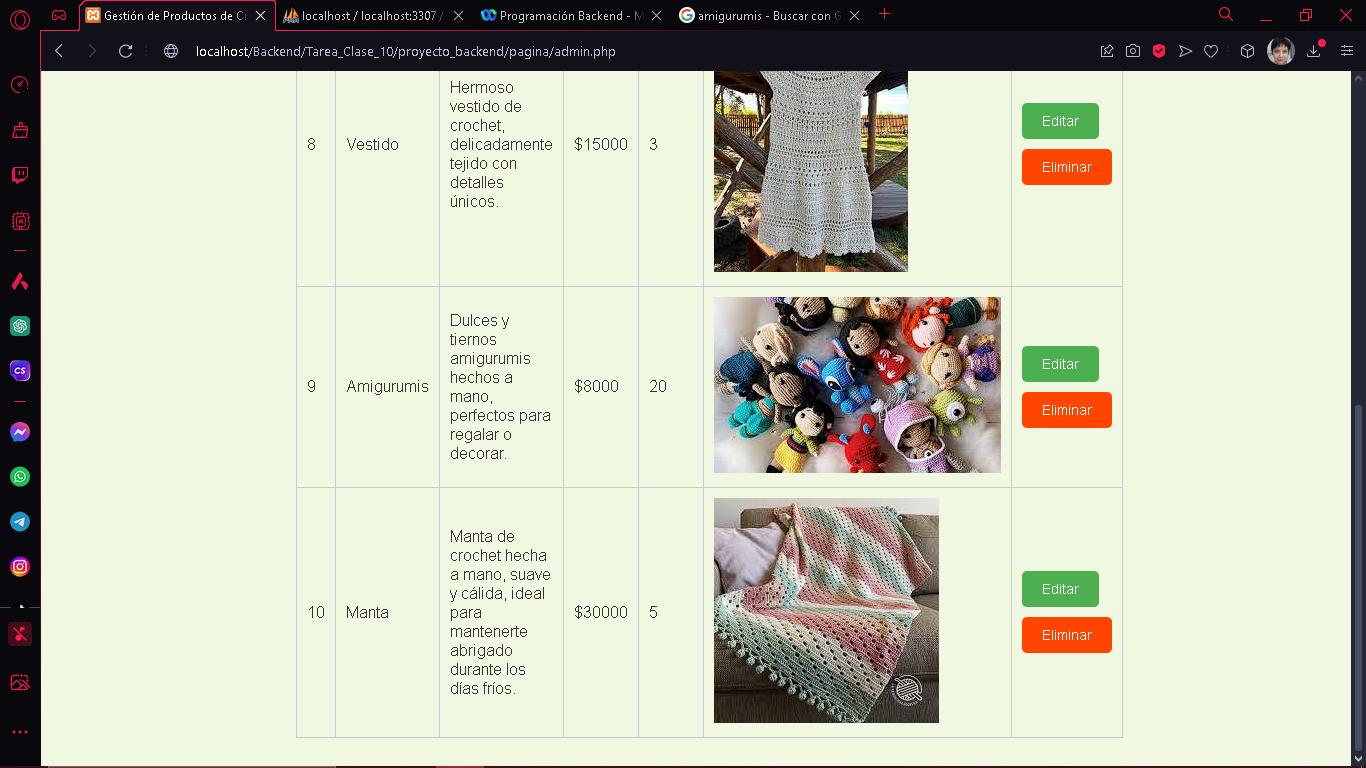 Gestión de Productos de Cr
localhost / localhost:3307 /
Programación Backend - M
amigurumis - Buscar con G
localhost/Backend/Tarea_Clase_10/proyecto_backend/pagina/admin.php
8
Vestido
Hermoso
vestido de
crochet,
delicadamente
tejido con
detalles
únicos.
$15000
3
Editar
Eliminar
9
Amigurumis
Dulces y
tiernos
amigurumis
hechos a
mano,
perfectos para
regalar o
decorar.
$8000
20
Editar
Eliminar
10
Manta
Manta de
crochet hecha
a mano, suave
y cálida, ideal
para
mantenerte
abrigado
durante los
días fríos.
$30000
5
Editar
Eliminar
CS